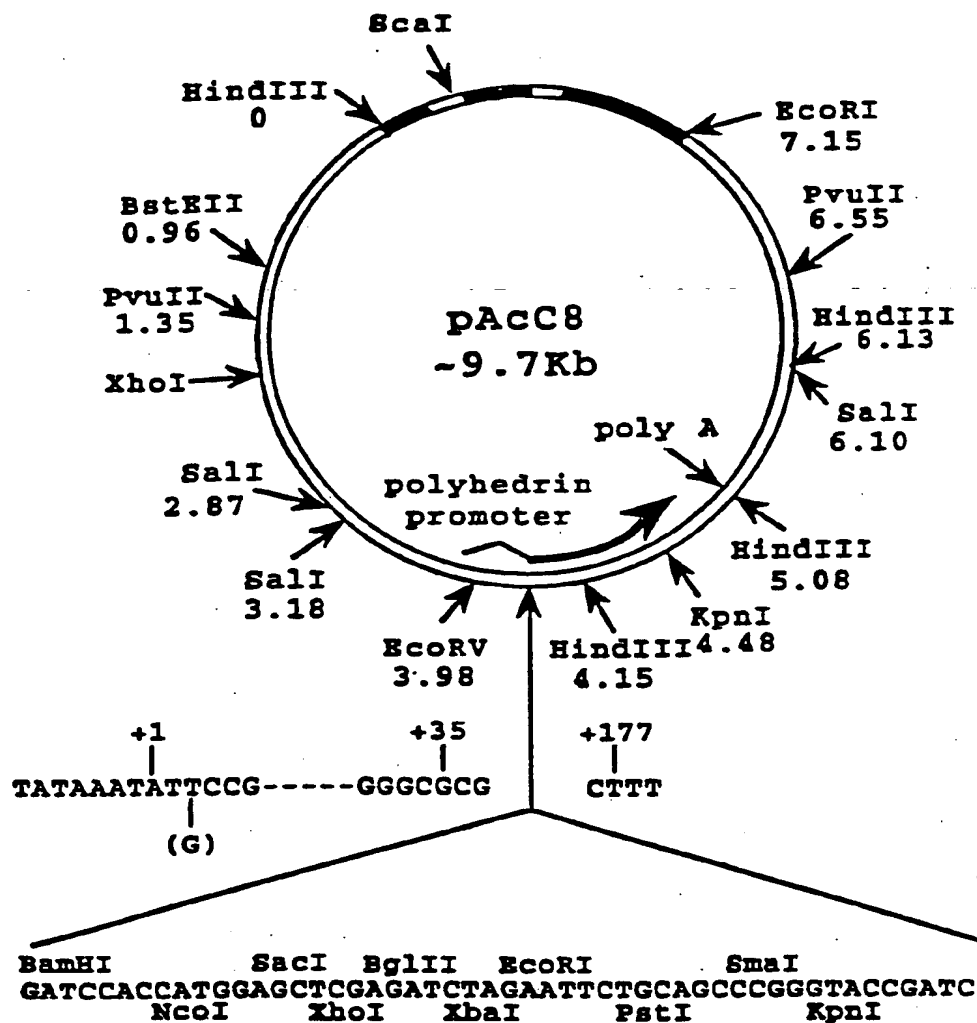 ScaI
HindIII
0
EcoRI
7.15
BstEII
0.96
PvuII
6.55
PvuII
1.35
pAcC8
~9.7Kb
HindIII
6.13
XhoI
SalI
6.10
poly A
SalI
2.87
polyhedrin
promoter
HindIII
5.08
SalI
3.18
KpnI
4.48
EcoRV
3.98
HindIII
4.15
+1
+35
+177
TATAAATATTCCG-----GGGCGCG
CTTT
(G)
BamHI SacI BglII EcoRI SmaI
GATCCACCATGGAGCTCGAGATCTAGAATTCTGCAGCCCGGGTACCGATC
NcoI XhoI XbaI PstI KpnI